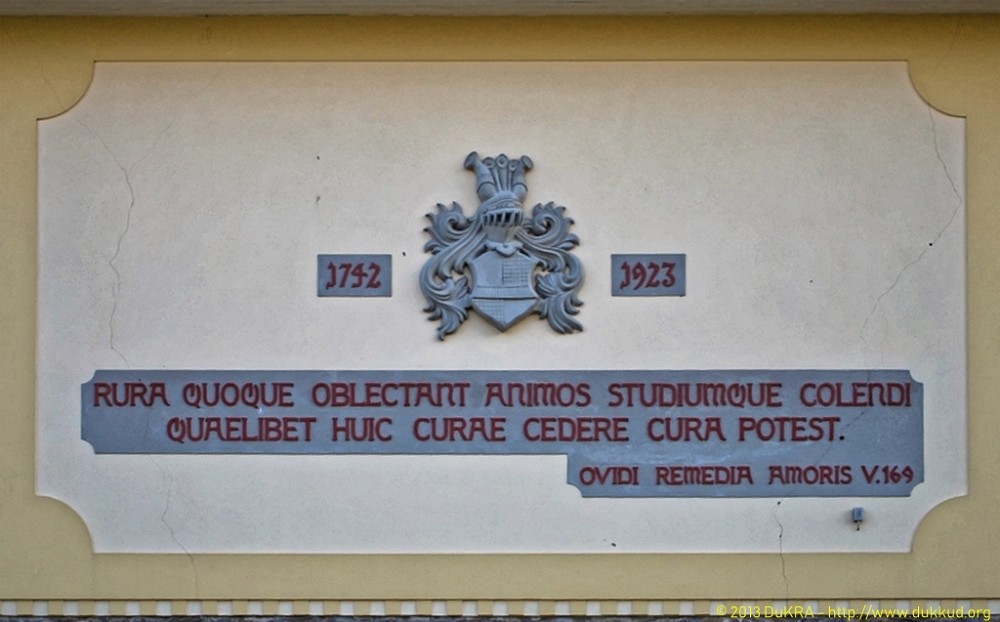 1742 1923
RURA QUOQUE OBLECTANT ANIMOS STUDIUMQUE COLENDI
QUAELIBET HUIC CURAE CEDERE CURA POTEST.
OVIDI REMEDIA AMORIS V.169
© 2013 DuKRA - http://www.dukkud.org